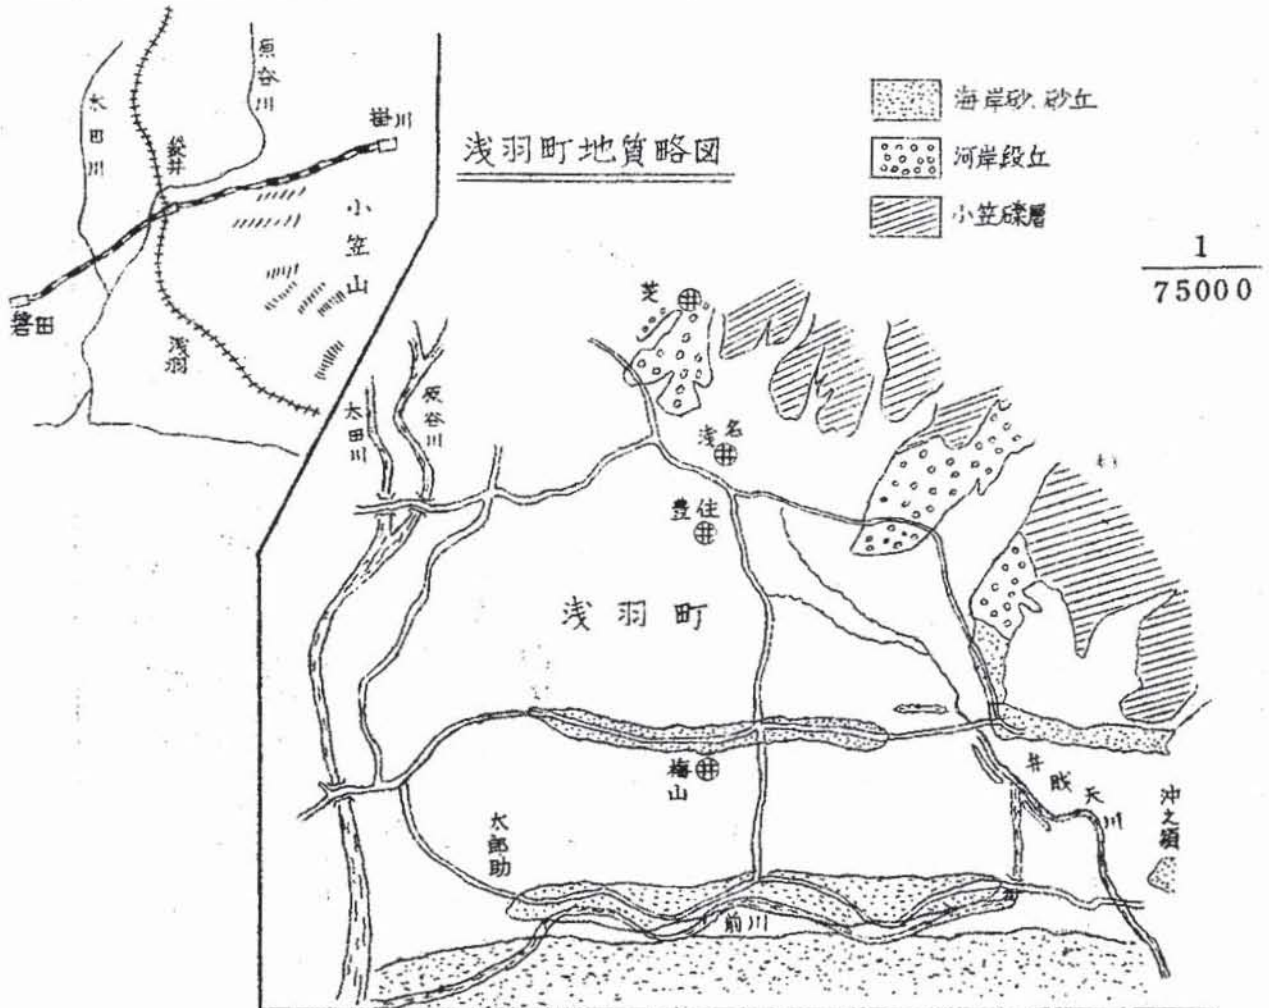 浅羽町地質略図
海岸砂.砂丘
河岸段丘
小笠礫層
1
75000
原谷川
太田川
掛川
袋井
小笠山
磐田
浅羽
芝
太田川
原谷川
浅名
豊住
浅羽町
梅山
弁財天川
沖之須
太郎助
前川